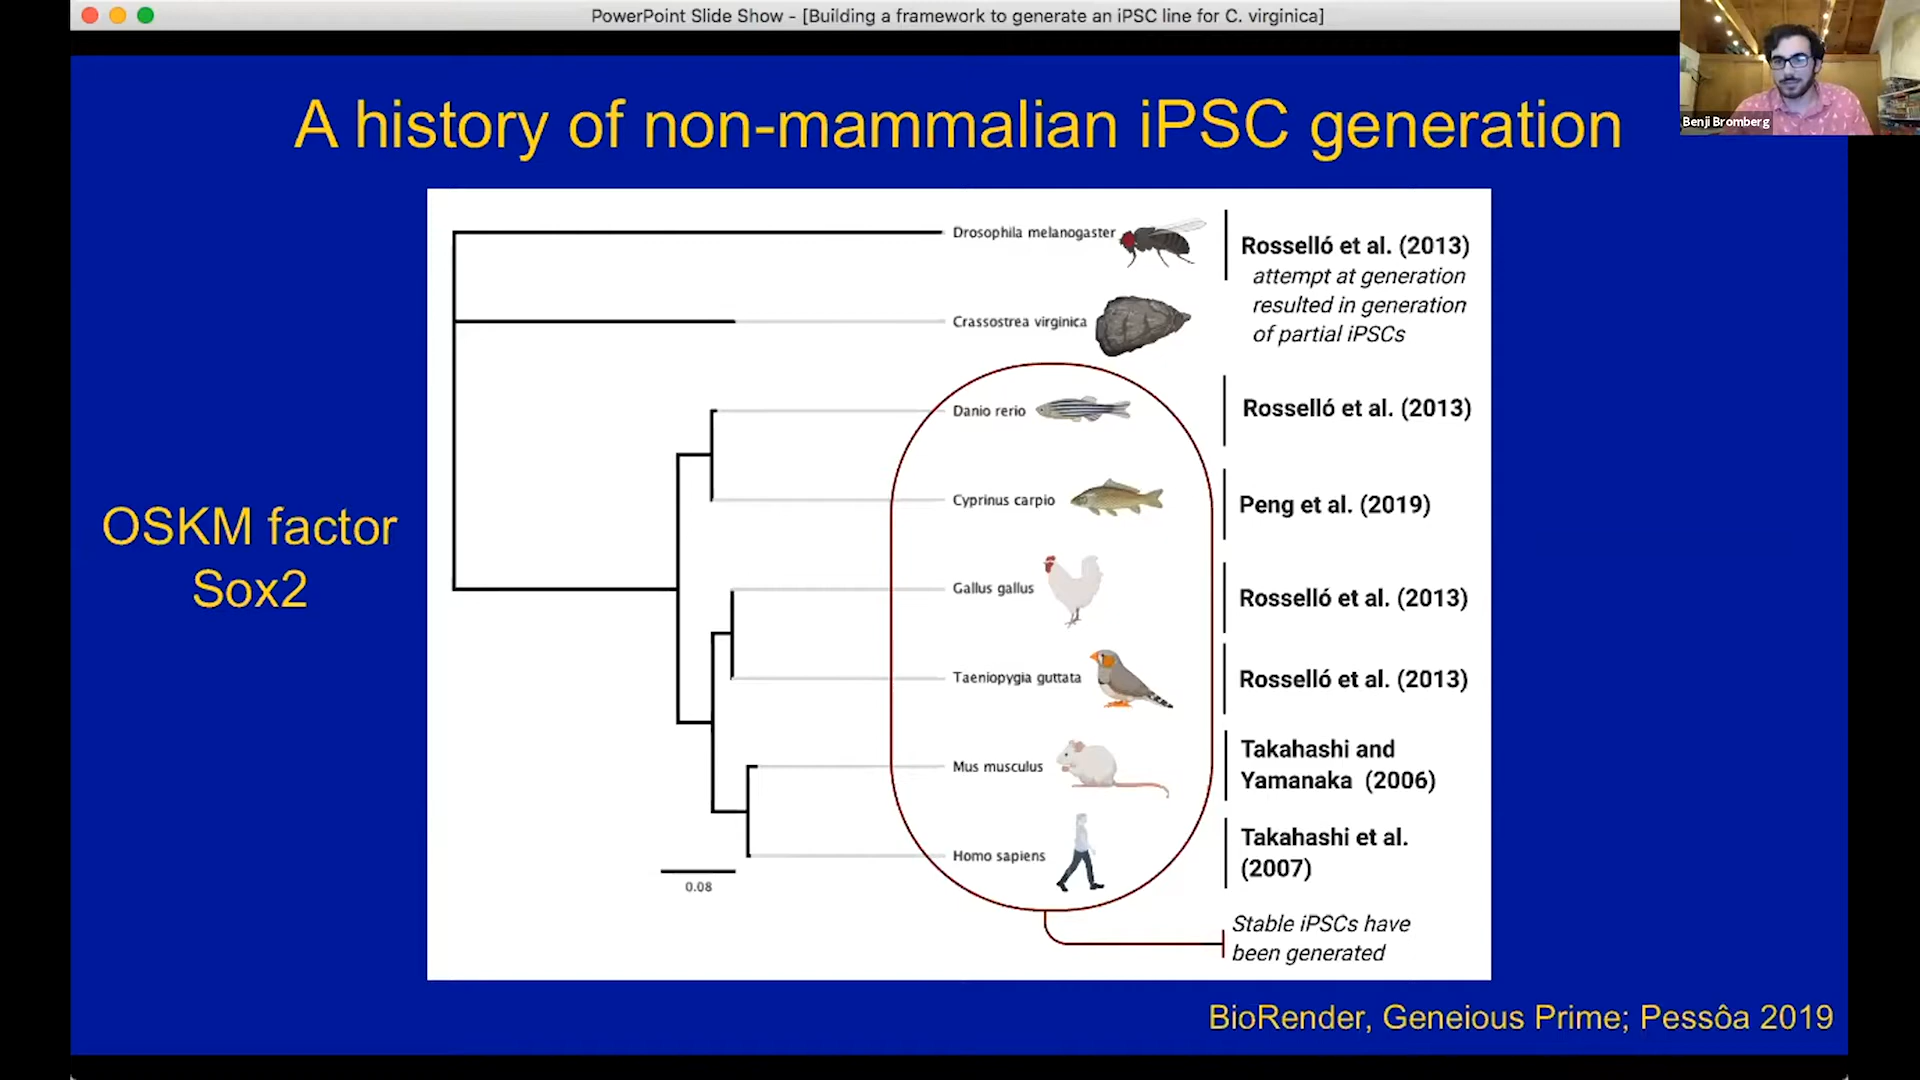 PowerPoint Slide Show - [Building a framework to generate an iPSC line for C. virginica]
Benji Bromberg
A history of non-mammalian iPSC generation
OSKM factor
Sox2
Drosophila melanogaster
Rosselló et al. (2013)
attempt at generation
resulted in generation
of partial iPSCs
Crassostrea virginica
Danio rerio
Rosselló et al. (2013)
Cyprinus carpio
Peng et al. (2019)
Gallus gallus
Rosselló et al. (2013)
Taeniopygia guttata
Rosselló et al. (2013)
Mus musculus
Takahashi and
Yamanaka (2006)
Homo sapiens
Takahashi et al.
(2007)
0.08
Stable iPSCs have
been generated
BioRender, Geneious Prime; Pessôa 2019